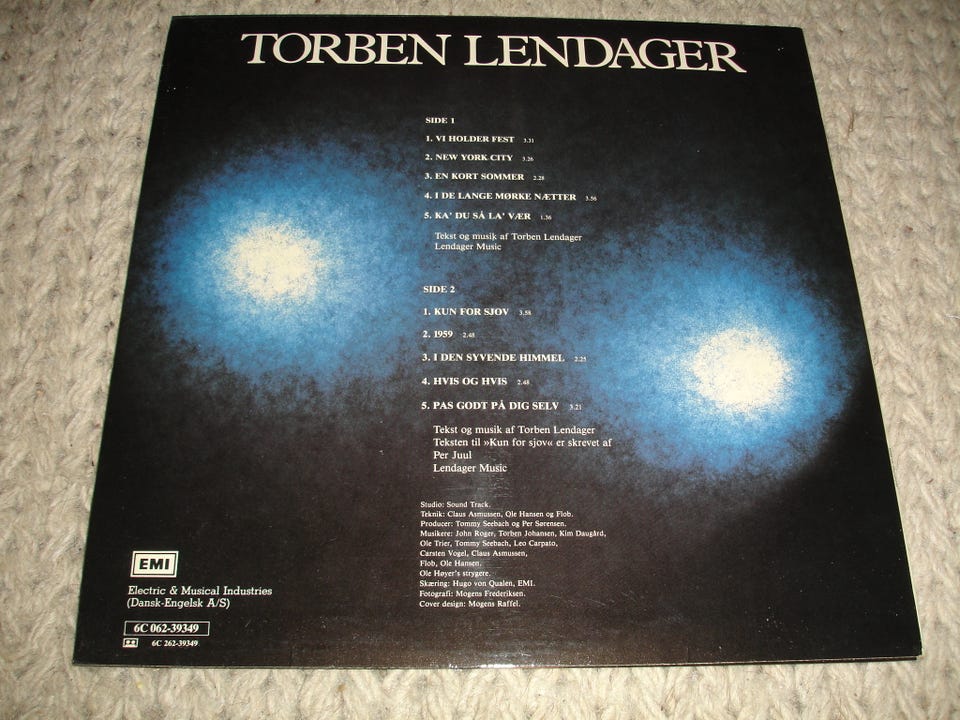 TORBEN LENDAGER
SIDE 1
1. VI HOLDER FEST 3.31
2. NEW YORK CITY 3.26
3. EN KORT SOMMER 2.28
4. I DE LANGE MØRKE NÆTTER 3.56
5. KA' DU SÅ LA' VÆR 1.36
Tekst og musik af Torben Lendager
Lendager Music
SIDE 2
1. KUN FOR SJOV 3.58
2. 1959 2.48
3. I DEN SYVENDE HIMMEL 2.25
4. HVIS OG HVIS 2.48
5. PAS GODT PÅ DIG SELV 3.21
Tekst og musik af Torben Lendager
Teksten til »Kun for sjov« er skrevet af
Per Juul
Lendager Music
Studio: Sound Track.
Teknik: Claus Asmussen, Ole Hansen og Flob.
Producer: Tommy Seebach og Per Sørensen.
Musikere: John Roger, Torben Johansen, Kim Daugård,
Ole Trier, Tommy Seebach, Leo Carpato,
Carsten Vogel, Claus Asmussen,
Flob, Ole Hansen.
Ole Høyer's strygere.
Skæring: Hugo von Qualen, EMI.
Fotografi: Mogens Frederiksen.
Cover design: Mogens Raffel.
EMI
Electric & Musical Industries
(Dansk-Engelsk A/S)
6C 062-39349
6C 262-39349